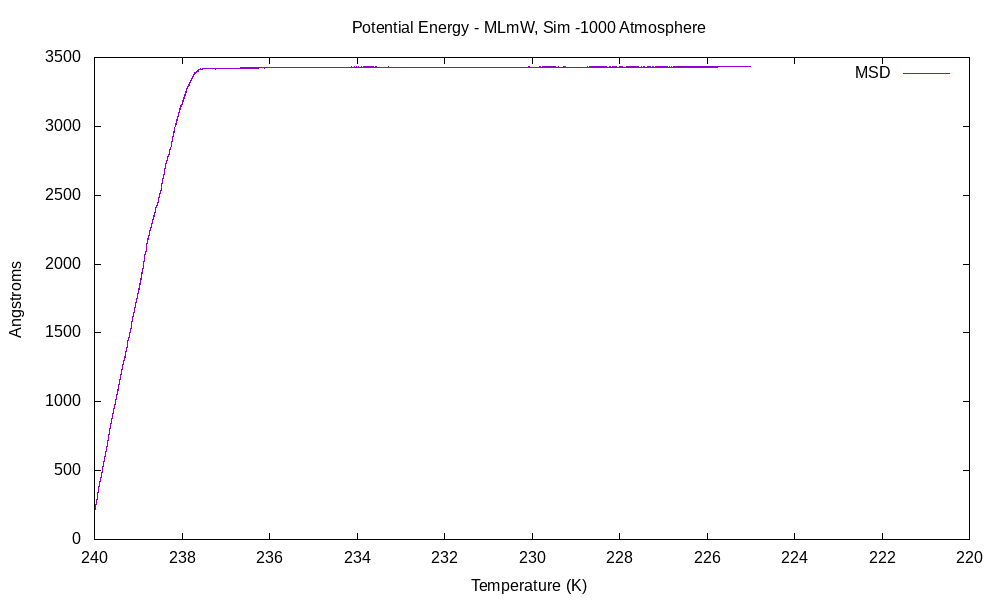 Potential Energy - MLmW, Sim -1000 Atmosphere
MSD
3500
3000
2500
2000
1500
1000
500
0
Angstroms
240 238 236 234 232 230 228 226 224 222 220
Temperature (K)